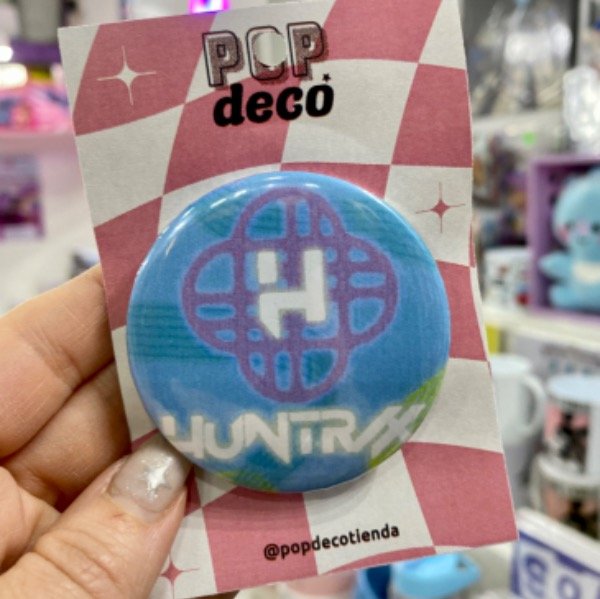 POP
deco
H
HUNTRIX
@popdecotienda